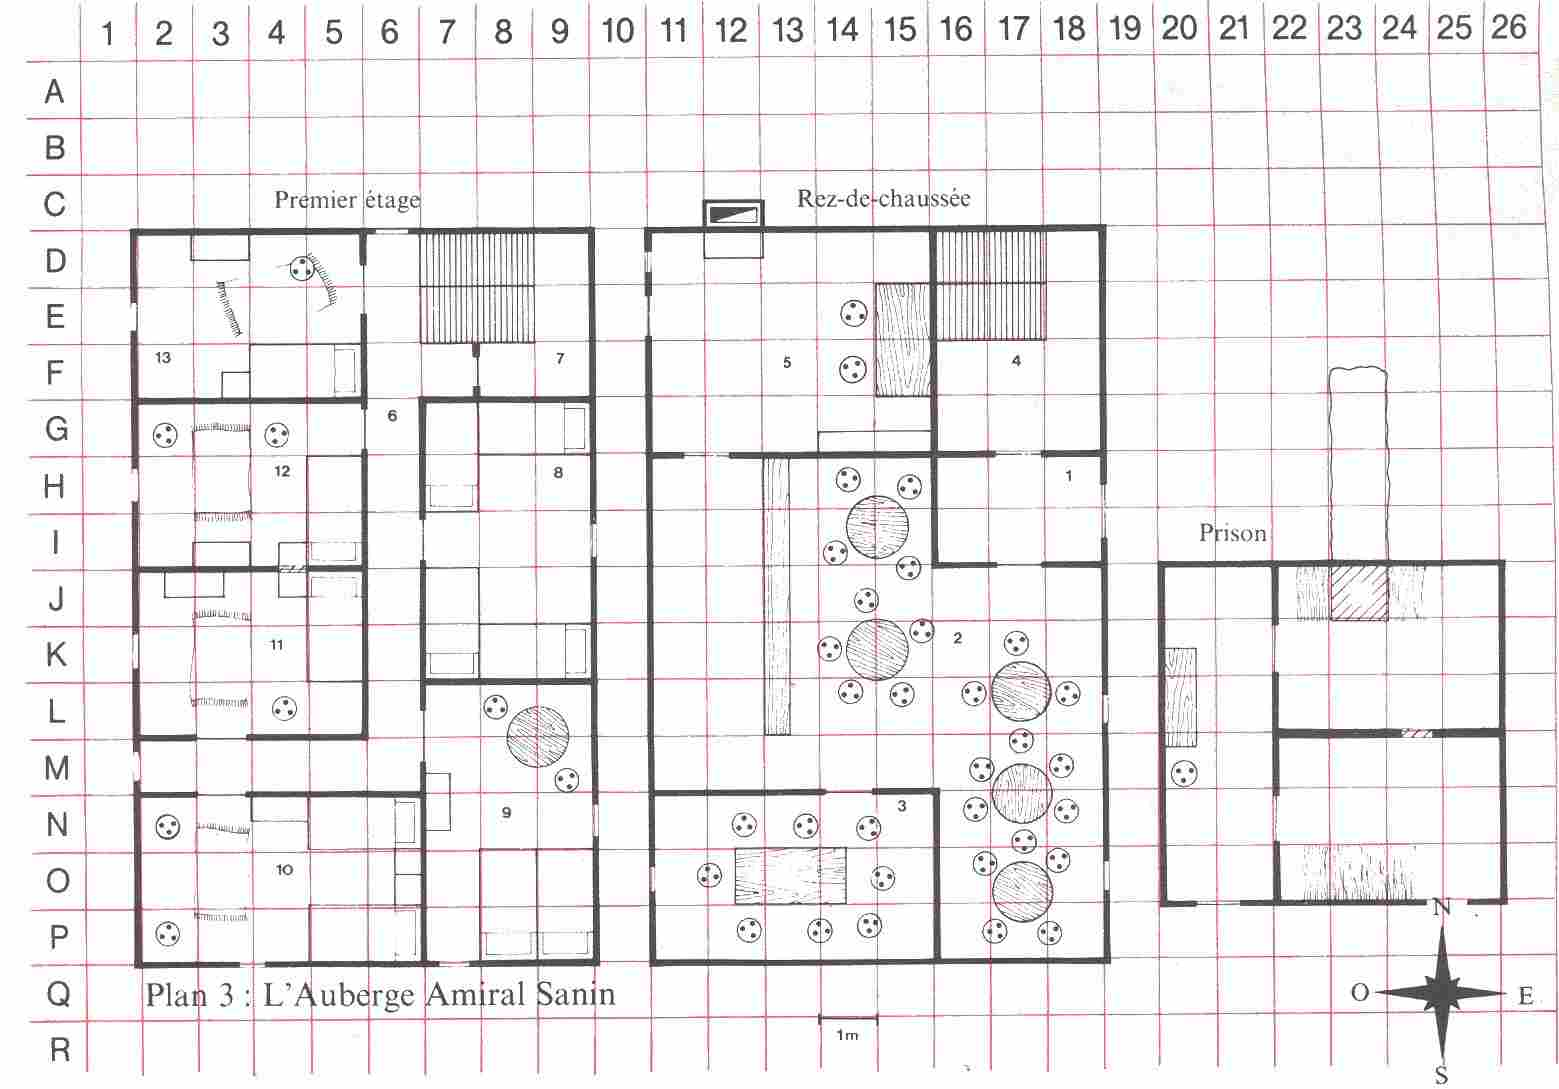 1 2 3 4 5 6 7 8 9 10 11 12 13 14 15 16 17 18 19 20 21 22 23 24 25 26
A
B
C
Premier étage
Rez-de-chaussée
D
E
F
13
7
5
4
G
6
H
12
8
1
I
Prison
J
K
11
2
L
M
N
9
3
O
10
P
N
O
E
S
Q
Plan 3 : L'Auberge Amiral Sanin
R
1m